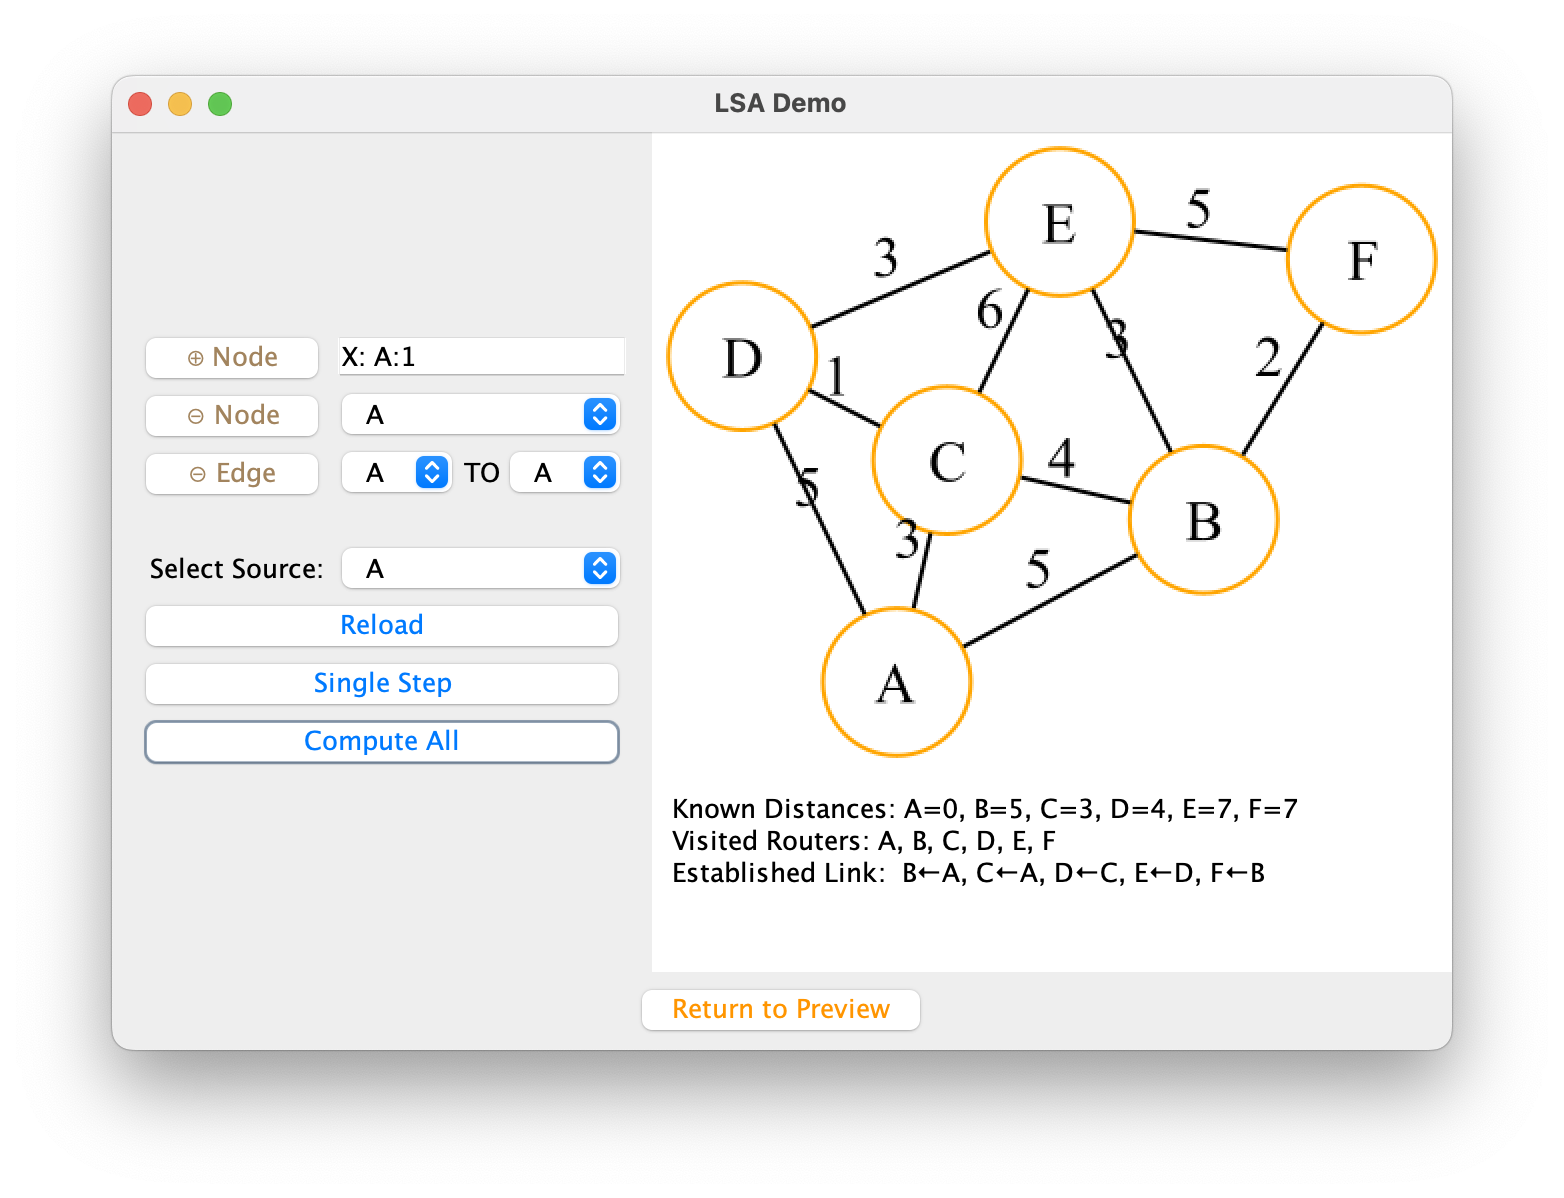 LSA Demo
⊕ Node
X: A:1
⊖ Node
A
⊖ Edge
A
TO
A
Select Source:
A
Reload
Single Step
Compute All
E
5
F
3
6
3
D
1
2
C
4
5
B
3
5
A
Known Distances: A=0, B=5, C=3, D=4, E=7, F=7
Visited Routers: A, B, C, D, E, F
Established Link:  B←A, C←A, D←C, E←D, F←B
Return to Preview